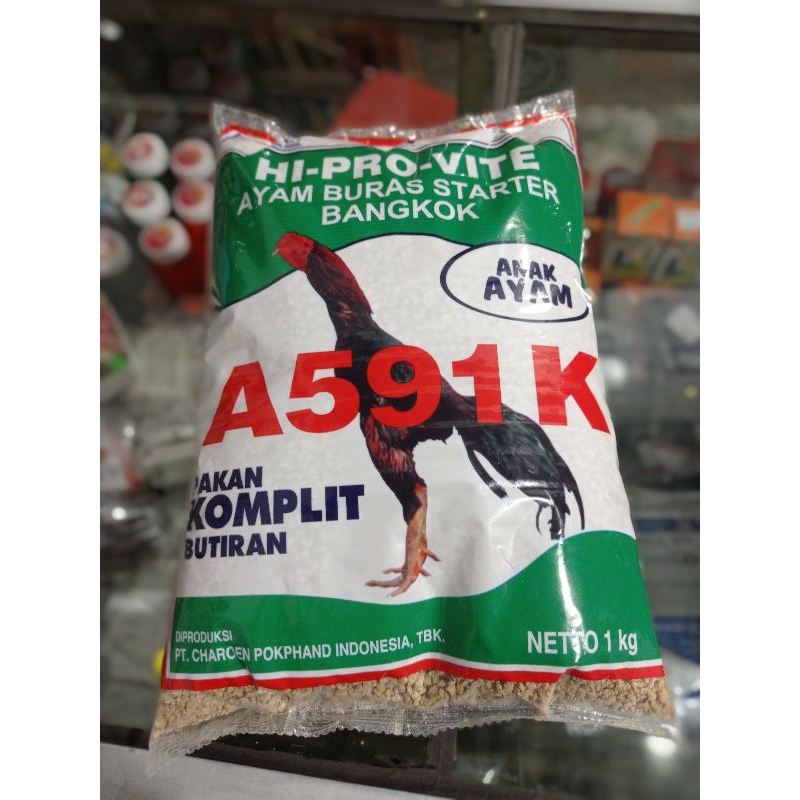 HI-PRO-VITE
AYAM BURAS STARTER
BANGKOK
ANAK
AYAM
A591K
PAKAN
KOMPLIT
BUTIRAN
DIPRODUKSI
PT. CHAROEN POKPHAND INDONESIA, TBK.
NETTO 1 kg